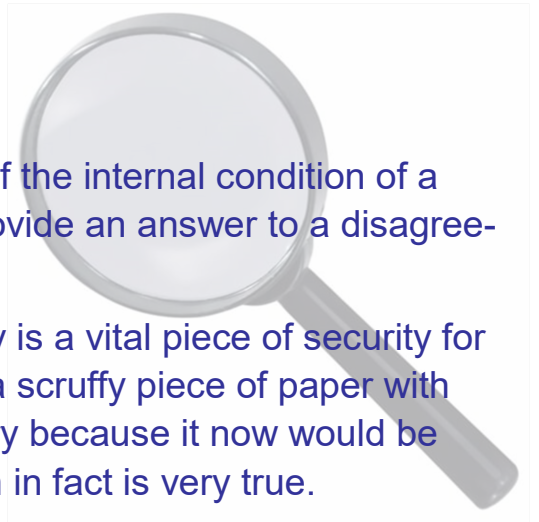 the internal condition of a
an answer to a disagree-
is a vital piece of security for
scruffy piece of paper with
because it now would be
in fact is very true.